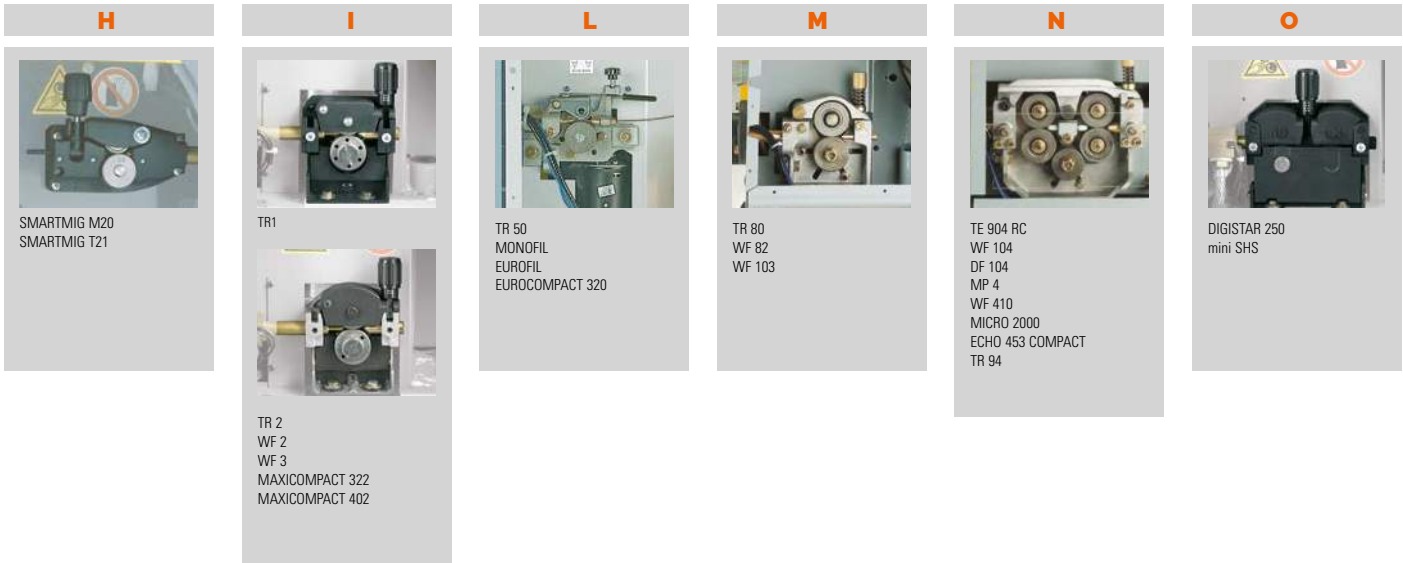 H
SMARTMIG M20
SMARTMIG T21
I
TR1
TR 2
WF 2
WF 3
MAXICOMPACT 322
MAXICOMPACT 402
L
TR 50
MONOFIL
EUROFIL
EUROCOMPACT 320
M
TR 80
WF 82
WF 103
N
TE 904 RC
WF 104
DF 104
MP 4
WF 410
MICRO 2000
ECHO 453 COMPACT
TR 94
O
DIGISTAR 250
mini SHS